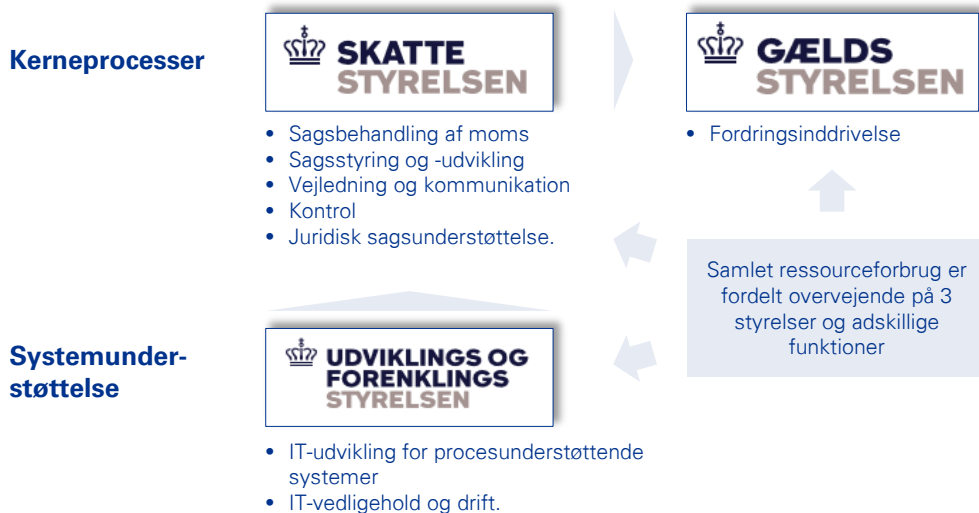 Kerneprocesser
SKATTE
STYRELSEN
• Sagsbehandling af moms
• Sagsstyring og -udvikling
• Vejledning og kommunikation
• Kontrol
• Juridisk sagsunderstøttelse.
GÆLDS
STYRELSEN
• Fordringsinddrivelse
Samlet ressourceforbrug er
fordelt overvejende på 3
styrelser og adskillige
funktioner
Systemunder-
støttelse
UDVIKLINGS OG
FORENKLINGS
STYRELSEN
• IT-udvikling for procesunderstøttende
systemer
• IT-vedligehold og drift.